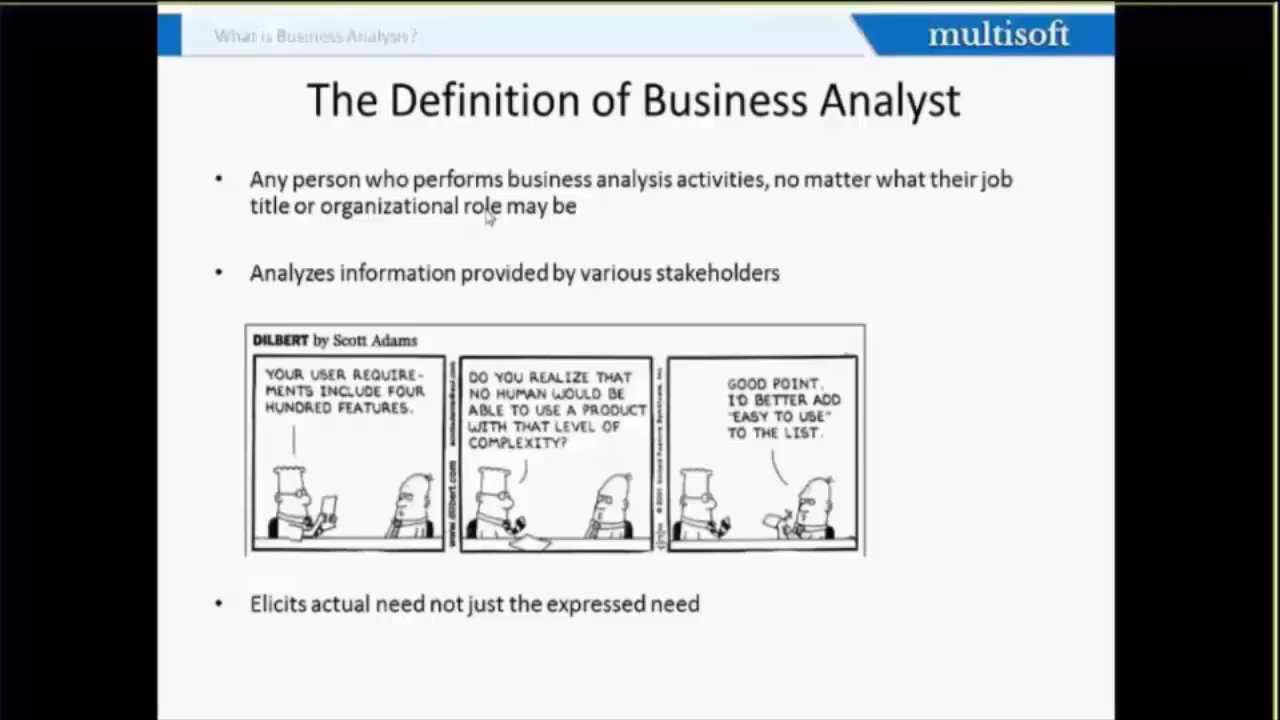 What is Business Analysis?
multisoft
The Definition of Business Analyst
• Any person who performs business analysis activities, no matter what their job
title or organizational role may be
• Analyzes information provided by various stakeholders
DILBERT by Scott Adams
YOUR USER REQUIRE-
MENTS INCLUDE FOUR
HUNDRED FEATURES.
www.dilbert.com
DO YOU REALIZE THAT
NO HUMAN WOULD BE
ABLE TO USE A PRODUCT
WITH THAT LEVEL OF
COMPLEXITY?
GOOD POINT.
I'D BETTER ADD
"EASY TO USE"
TO THE LIST.
• Elicits actual need not just the expressed need